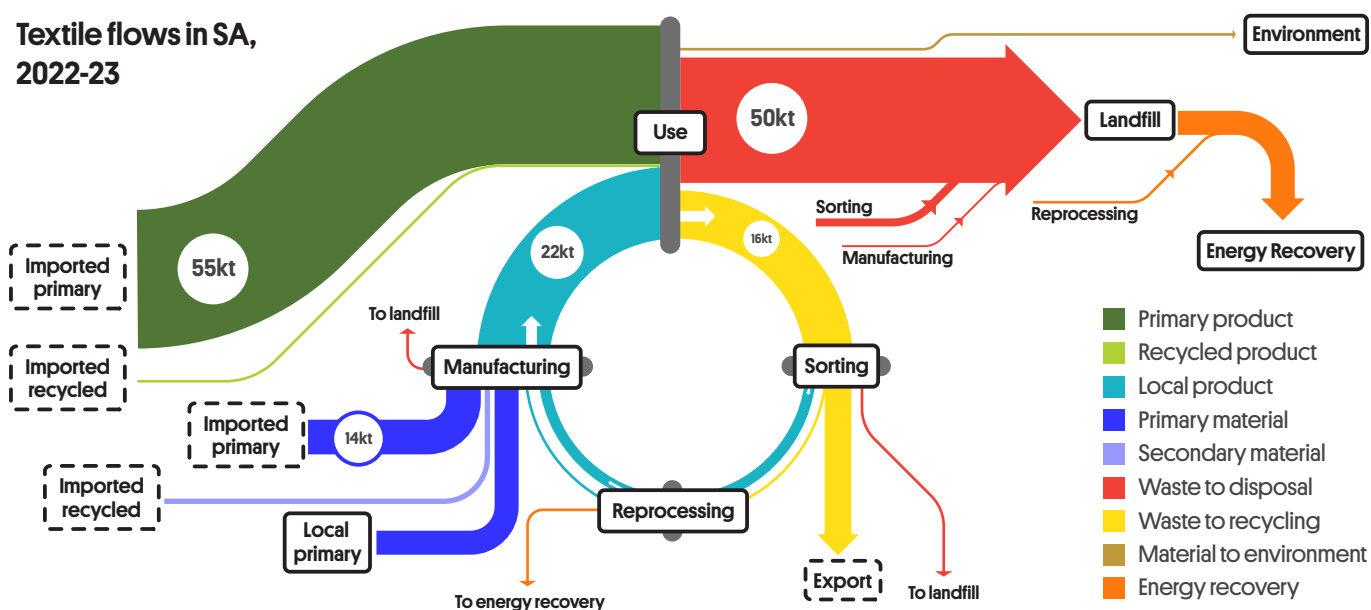 Textile flows in SA,
2022-23
Environment
50kt
Use
Landfill
Sorting
Reprocessing
Manufacturing
Energy Recovery
Imported
primary
55kt
22kt
16kt
To landfill
Imported
recycled
Manufacturing
Sorting
Imported
primary
14kt
Imported
recycled
Local
primary
Reprocessing
Export
To energy recovery
To landfill
Primary product
Recycled product
Local product
Primary material
Secondary material
Waste to disposal
Waste to recycling
Material to environment
Energy recovery